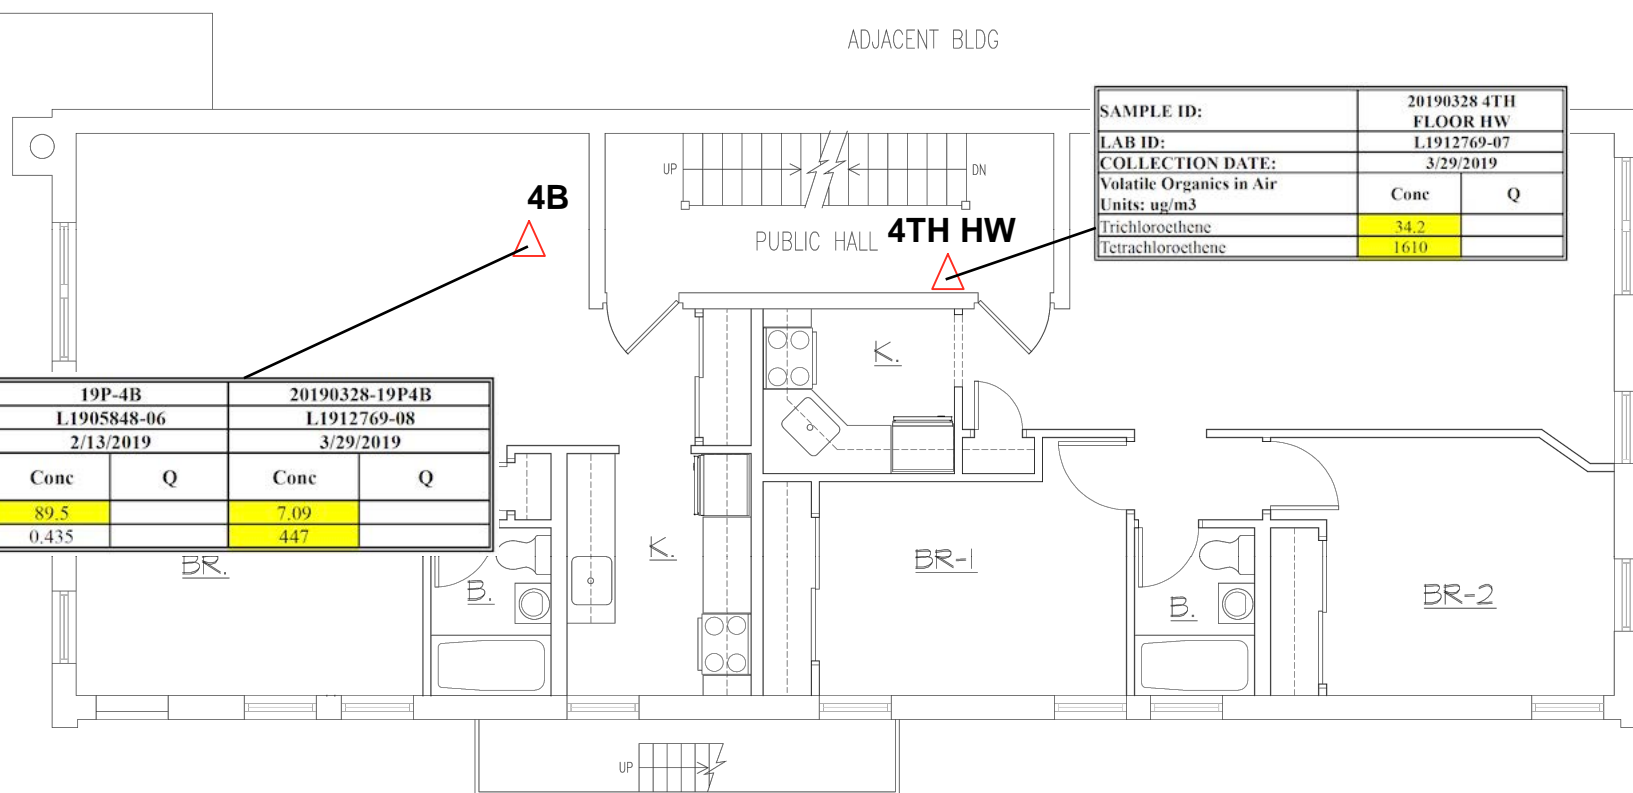 ADJACENT BLDG
SAMPLE ID: 20190328 4TH
FLOOR HW
LAB ID: L1912769-07
COLLECTION DATE: 3/29/2019
Volatile Organics in Air
Units: ug/m3 Conc Q
Trichloroethene 34.2
Tetrachloroethene 1610
UP DN
4B
PUBLIC HALL 4TH HW
K.
19P-4B 20190328-19P4B
L1905848-06 L1912769-08
2/13/2019 3/29/2019
Conc Q Conc Q
89.5 7.09
0.435 447
BR. B. K. BR-1 B. BR-2
UP